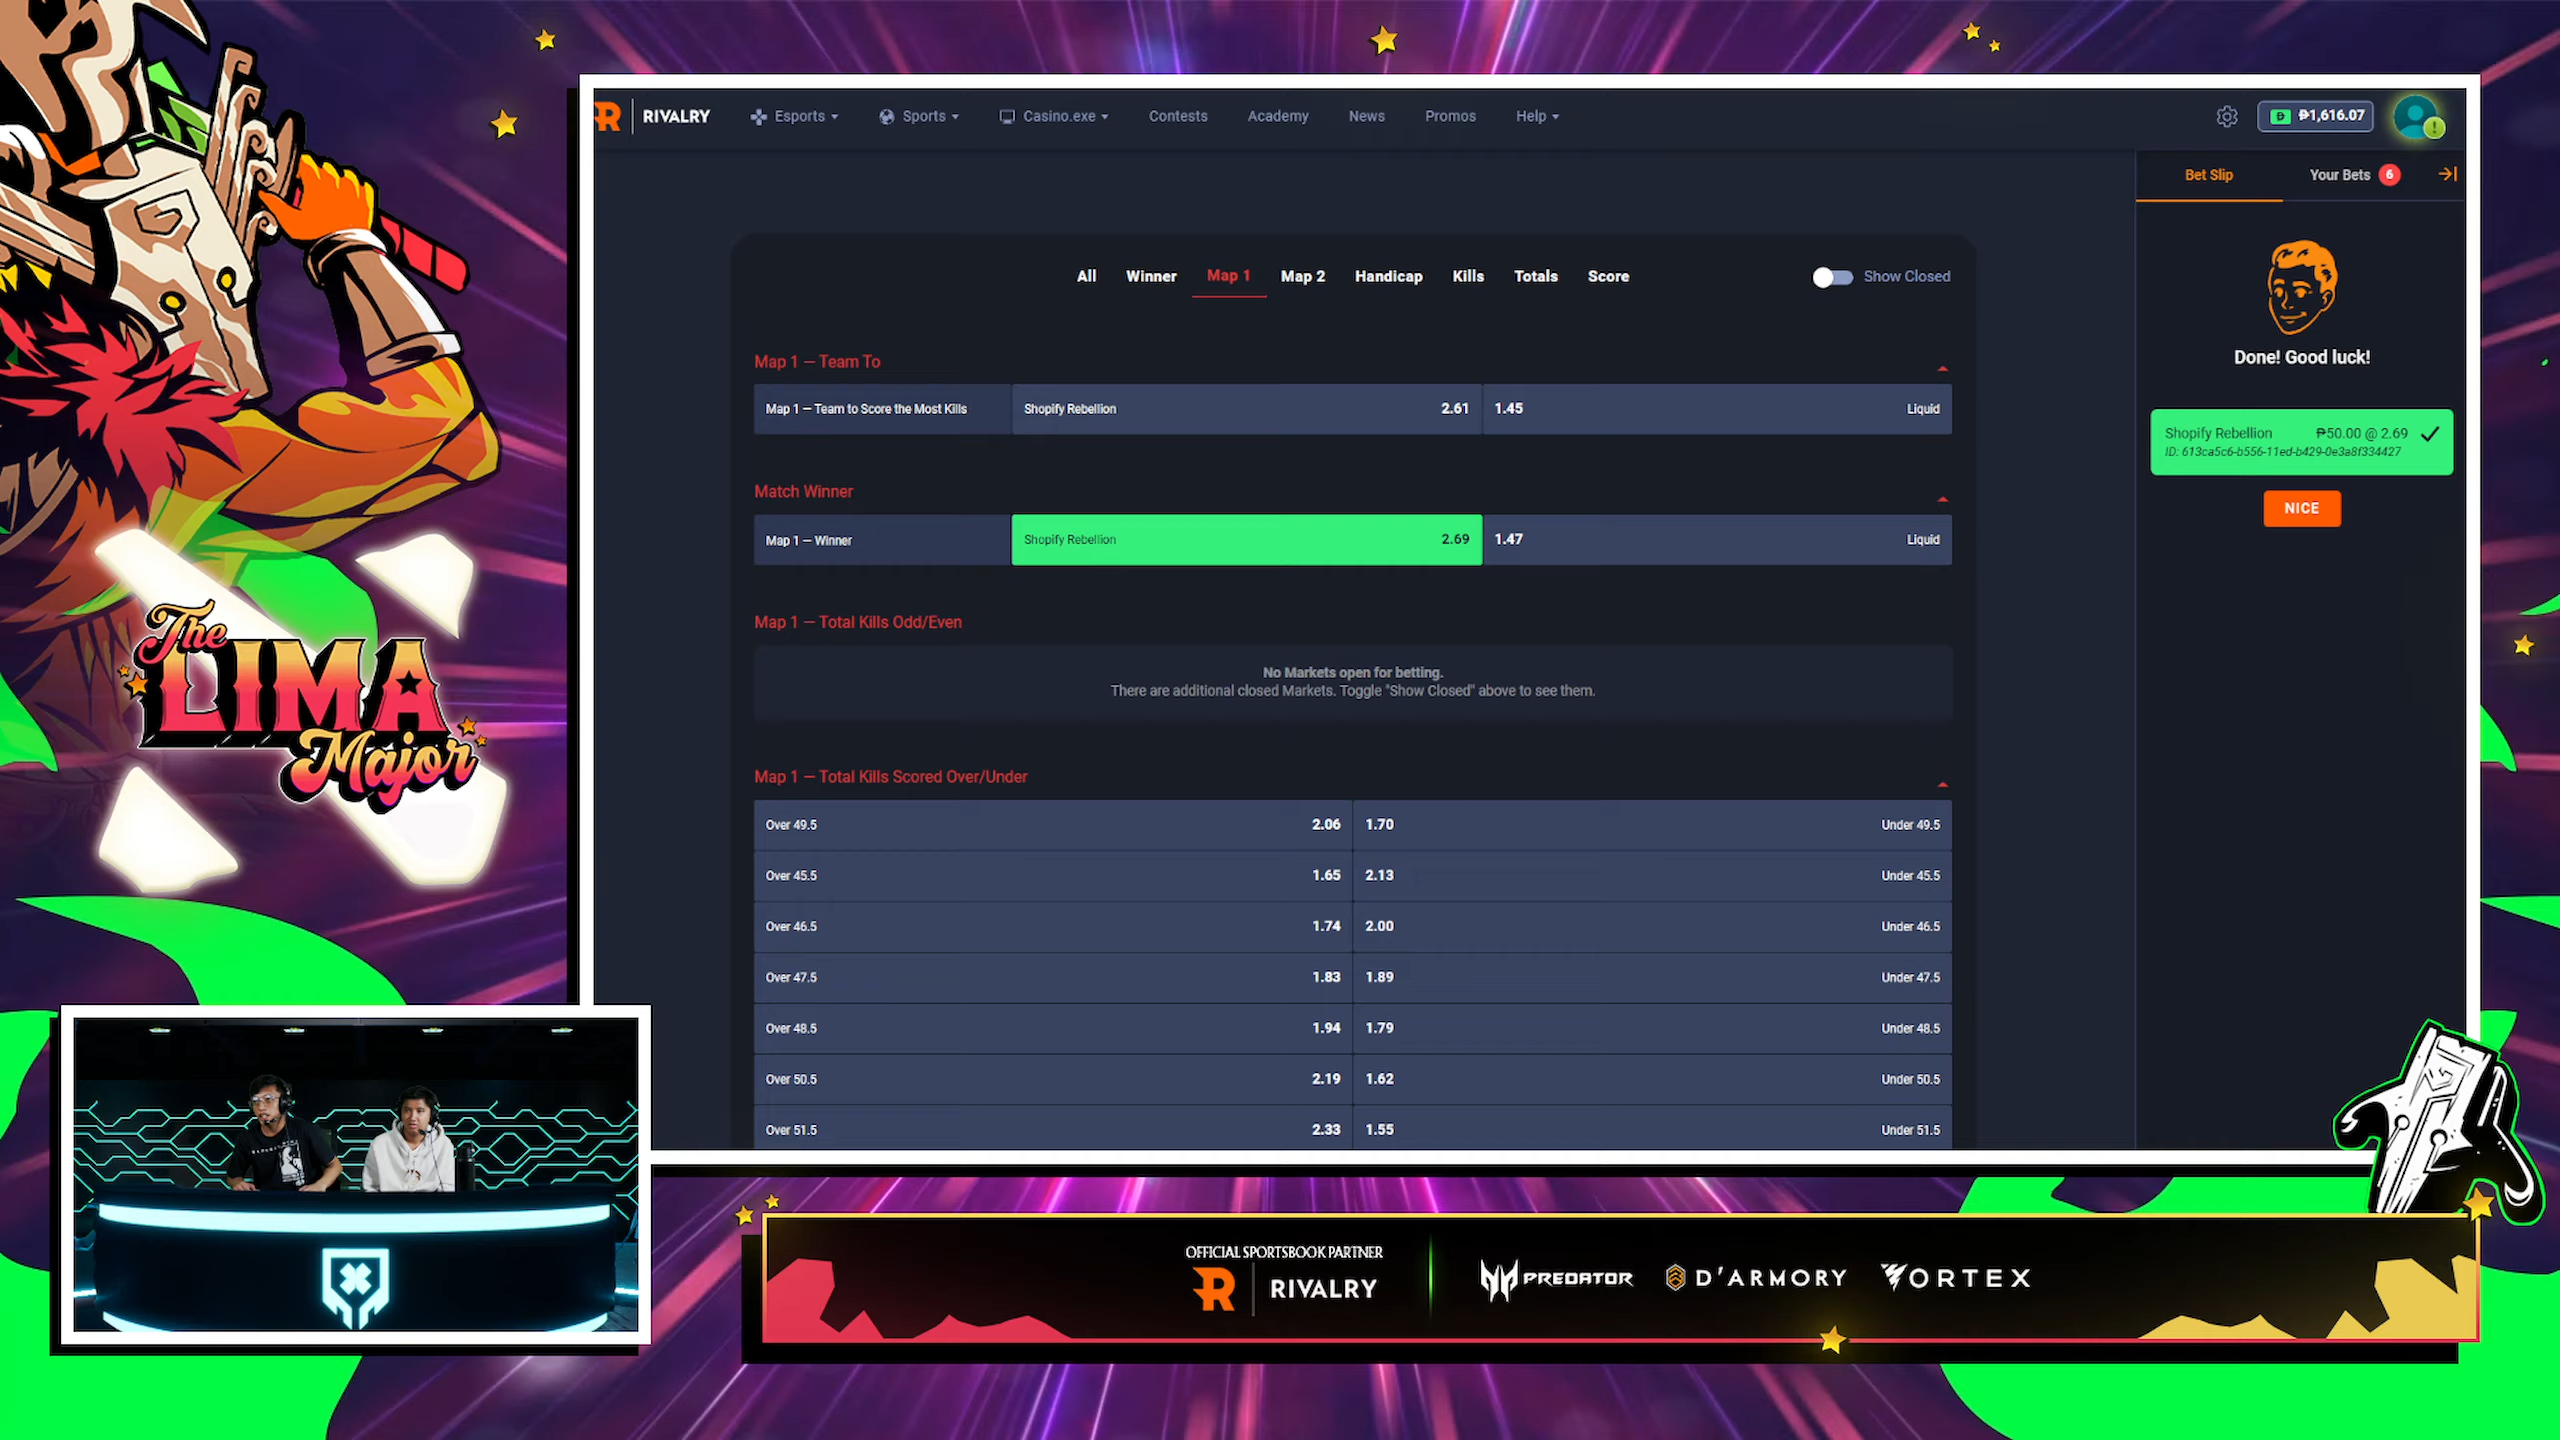 RIVALRY
Esports
Sports
Casino.exe
Contests
Academy
News
Promos
Help
₱1,616.07
Bet Slip
Your Bets 6
All
Winner
Map 1
Map 2
Handicap
Kills
Totals
Score
Show Closed
Done! Good luck!
Shopify Rebellion ₱50.00 @ 2.69
ID: 613ca5c6-b556-11ed-b429-0e3a8f334427
NICE
Map 1 – Team To
Map 1 – Team to Score the Most Kills Shopify Rebellion 2.61 1.45 Liquid
Match Winner
Map 1 – Winner Shopify Rebellion 2.69 1.47 Liquid
Map 1 – Total Kills Odd/Even
No Markets open for betting.
There are additional closed Markets. Toggle "Show Closed" above to see them.
Map 1 – Total Kills Scored Over/Under
Over 49.5 2.06 1.70 Under 49.5
Over 45.5 1.65 2.13 Under 45.5
Over 46.5 1.74 2.00 Under 46.5
Over 47.5 1.83 1.89 Under 47.5
Over 48.5 1.94 1.79 Under 48.5
Over 50.5 2.19 1.62 Under 50.5
Over 51.5 2.33 1.55 Under 51.5
The
LIMA
Major
OFFICIAL SPORTSBOOK PARTNER
RIVALRY
PREDATOR
D'ARMORY
VORTEX